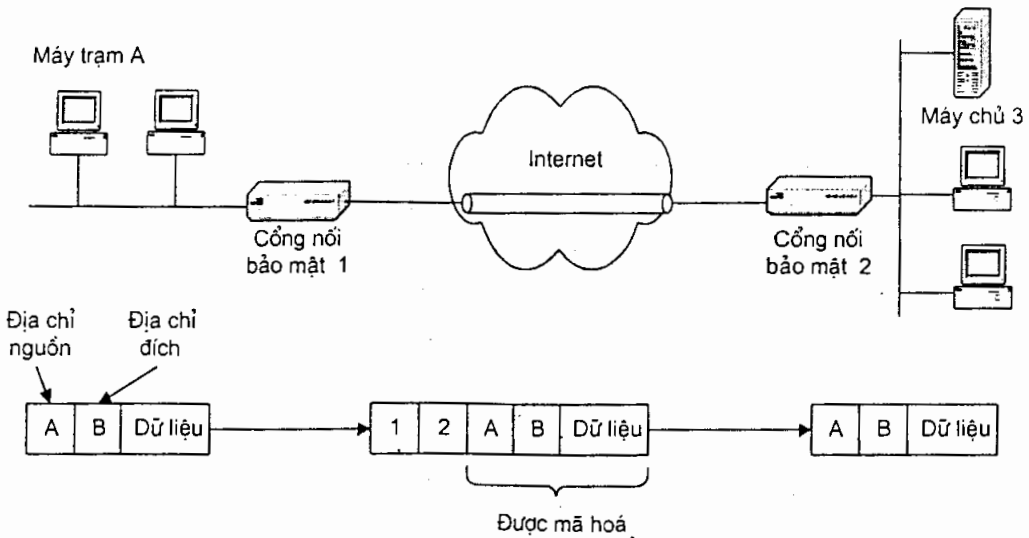 Máy trạm A
Internet
Máy chủ 3
Cổng nối
bảo mật 1
Cổng nối
bảo mật 2
Địa chỉ
nguồn
Địa chỉ
đích
A B Dữ liệu
1 2 A B Dữ liệu
A B Dữ liệu
Được mã hoá